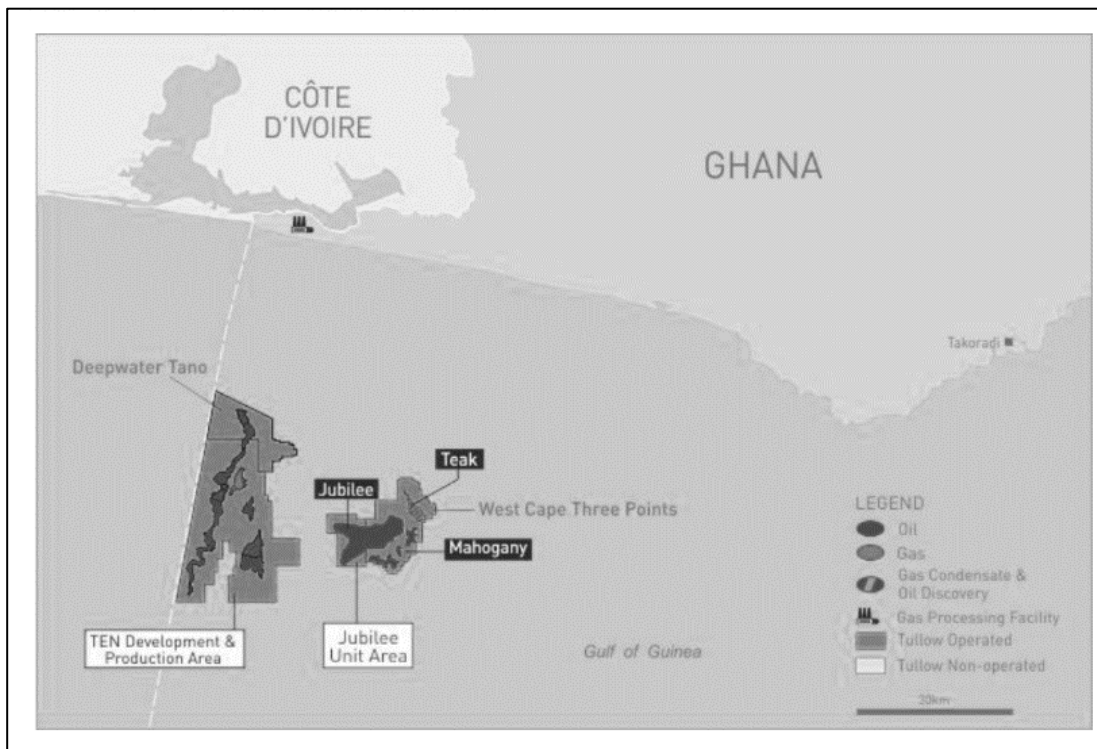 CÔTE
D'IVOIRE
GHANA
Takoradi
Deepwater Tano
Teak
Jubilee
West Cape Three Points
Mahogany
TEN Development &
Production Area
Jubilee
Unit Area
Gulf of Guinea
LEGEND
Oil
Gas
Gas Condensate &
Oil Discovery
Gas Processing Facility
Tullow Operated
Tullow Non-operated
20km